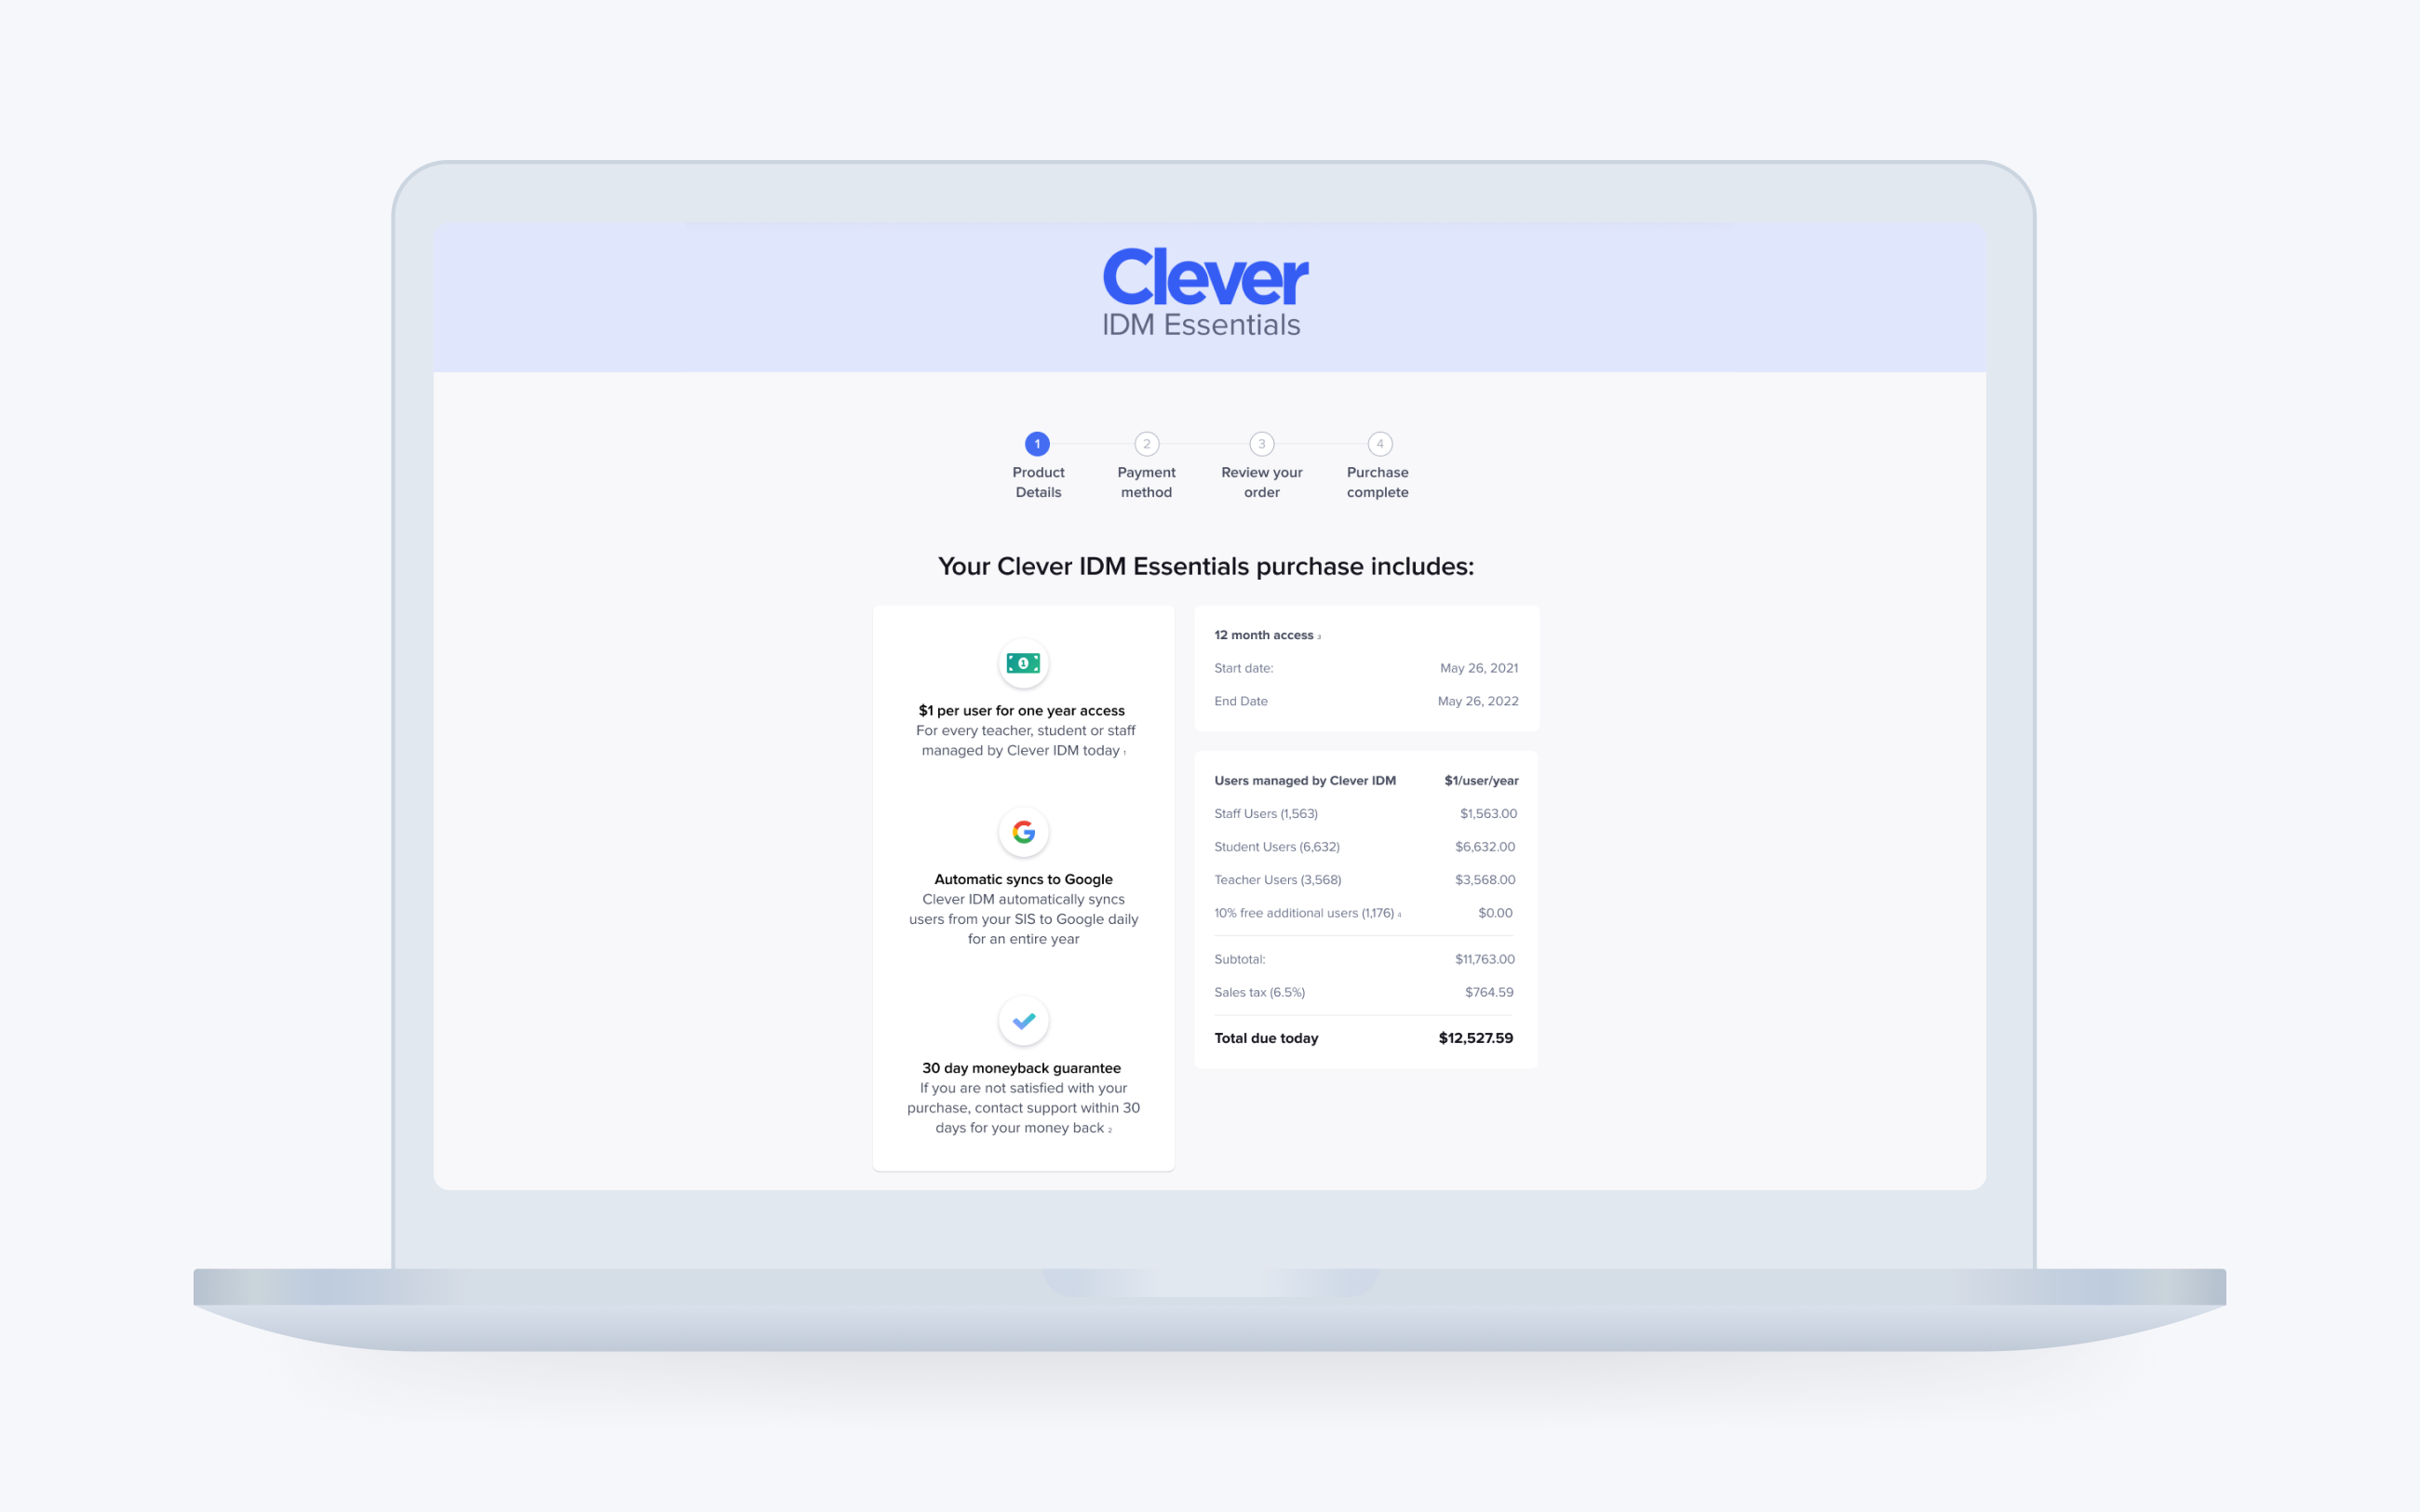 Clever
IDM Essentials
1
2
3
4
Product
Details
Payment
method
Review your
order
Purchase
complete
Your Clever IDM Essentials purchase includes:
1
$1 per user for one year access
For every teacher, student or staff
managed by Clever IDM today 1
G
Automatic syncs to Google
Clever IDM automatically syncs
users from your SIS to Google daily
for an entire year
30 day moneyback guarantee
If you are not satisfied with your
purchase, contact support within 30
days for your money back 2
12 month access 3
Start date: May 26, 2021
End Date May 26, 2022
Users managed by Clever IDM $1/user/year
Staff Users (1,563) $1,563.00
Student Users (6,632) $6,632.00
Teacher Users (3,568) $3,568.00
10% free additional users (1,176) 4 $0.00
Subtotal: $11,763.00
Sales tax (6.5%) $764.59
Total due today $12,527.59